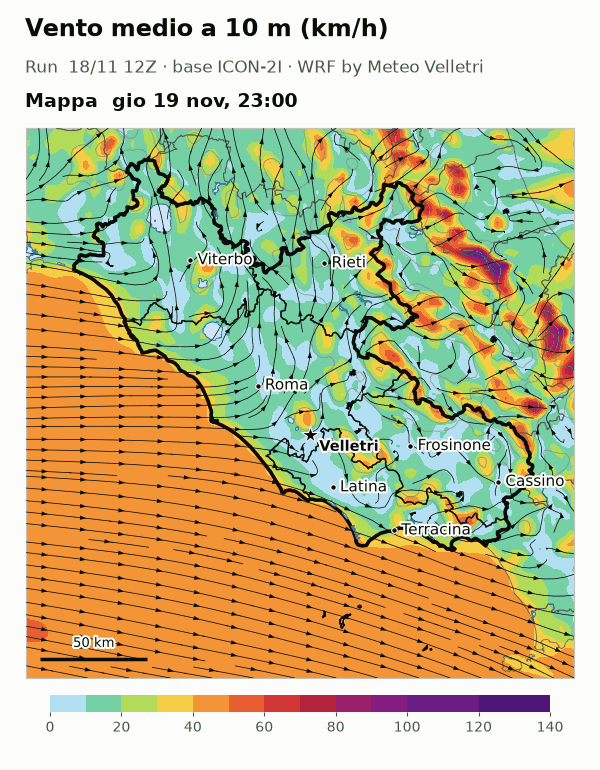 Vento medio a 10 m (km/h)
Run 18/11 12Z · base ICON-2I · WRF by Meteo Velletri
Mappa gio 19 nov, 23:00
Viterbo
Rieti
Roma
Velletri
Frosinone
Cassino
Latina
Terracina
50 km
0 20 40 60 80 100 120 140